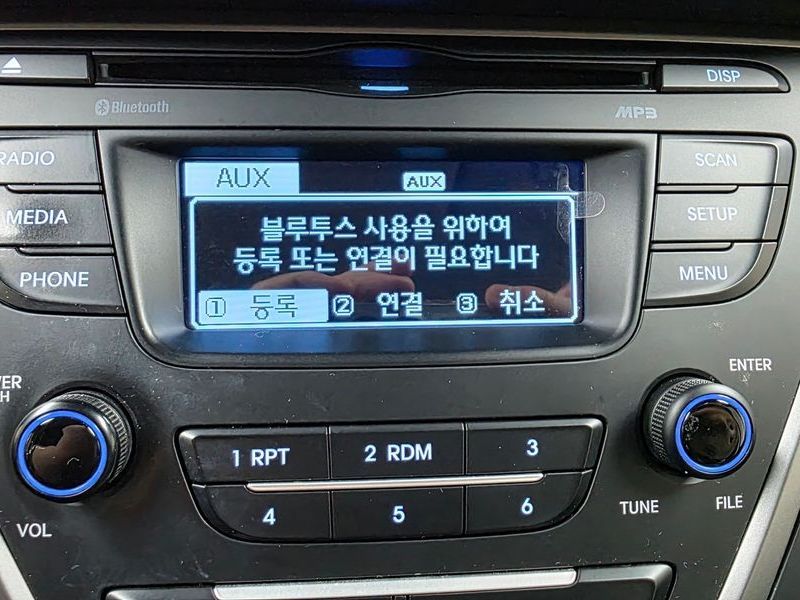 DISP
Bluetooth
MP3
RADIO
AUX
AUX
SCAN
MEDIA
블루투스 사용을 위하여
등록 또는 연결이 필요합니다
SETUP
PHONE
① 등록 ② 연결 ③ 취소
MENU
ENTER
1 RPT
2 RDM
3
4
5
6
VOL
TUNE
FILE